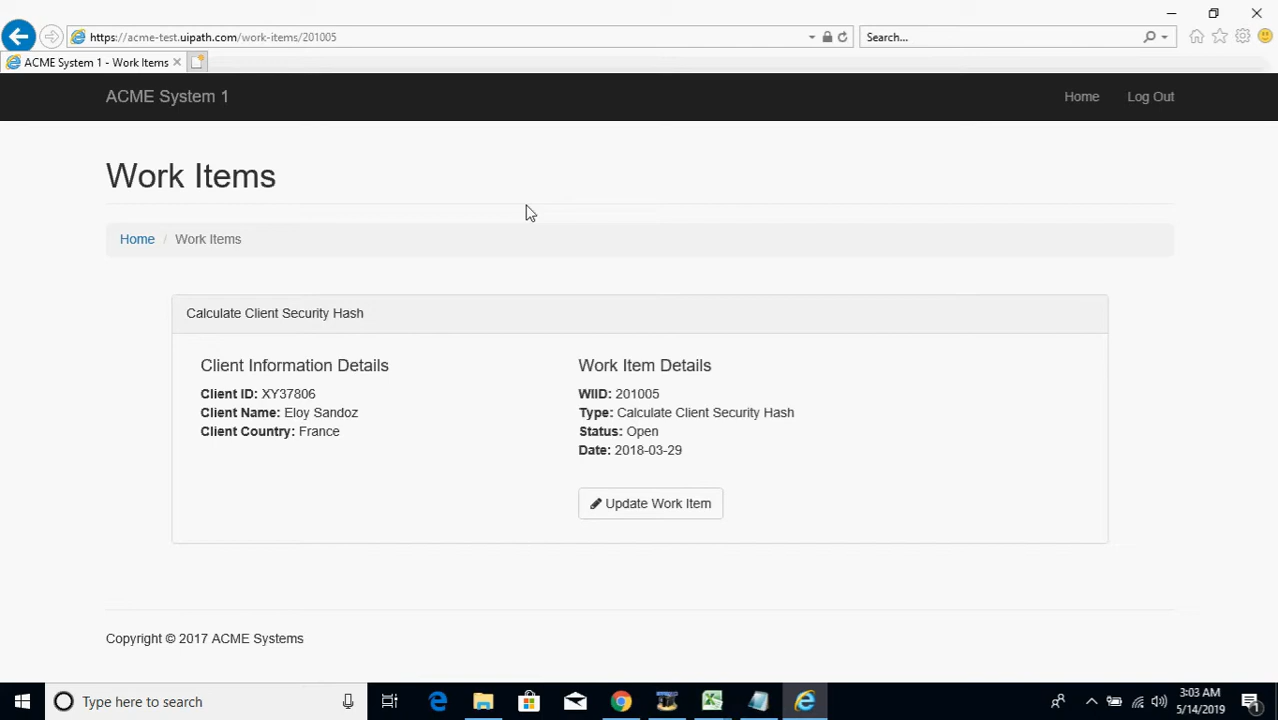 https://acme-test.uipath.com/work-items/201005
Search...
ACME System 1 - Work Items
ACME System 1
Home
Log Out
Work Items
Home / Work Items
Calculate Client Security Hash
Client Information Details
Client ID: XY37806
Client Name: Eloy Sandoz
Client Country: France
Work Item Details
WIID: 201005
Type: Calculate Client Security Hash
Status: Open
Date: 2018-03-29
Update Work Item
Copyright © 2017 ACME Systems
Type here to search
3:03 AM
5/14/2019
1